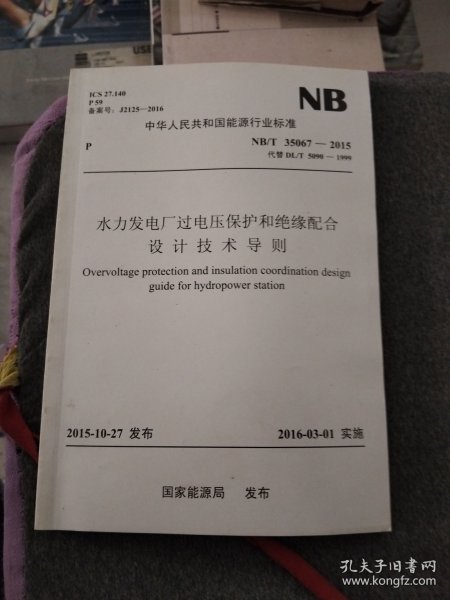 ICS 27.140
P 59
备案号：J2125—2016
NB
中华人民共和国能源行业标准
P
NB/T 35067 — 2015
代替 DL/T 5090 — 1999
水力发电厂过电压保护和绝缘配合
设计技术导则
Overvoltage protection and insulation coordination design
guide for hydropower station
2015-10-27 发布
2016-03-01 实施
国家能源局 发布
孔夫子旧书网
www.kongfz.com